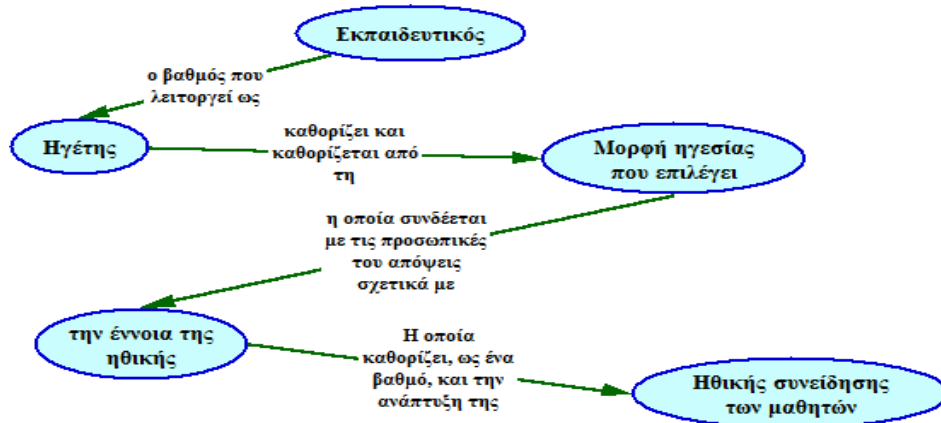 Εκπαιδευτικός
ο βαθμός που
λειτοργεί ως
Ηγέτης
καθορίζει και
καθορίζεται από
τη
Μορφή ηγεσίας
που επιλέγει
η οποία συνδέεται
με τις προσωπικές
του απόψεις
σχετικά με
την έννοια της
ηθικής
Η οποία
καθορίζει, ως ένα
βαθμό, και την
ανάπτυξη της
Ηθικής συνείδησης
των μαθητών